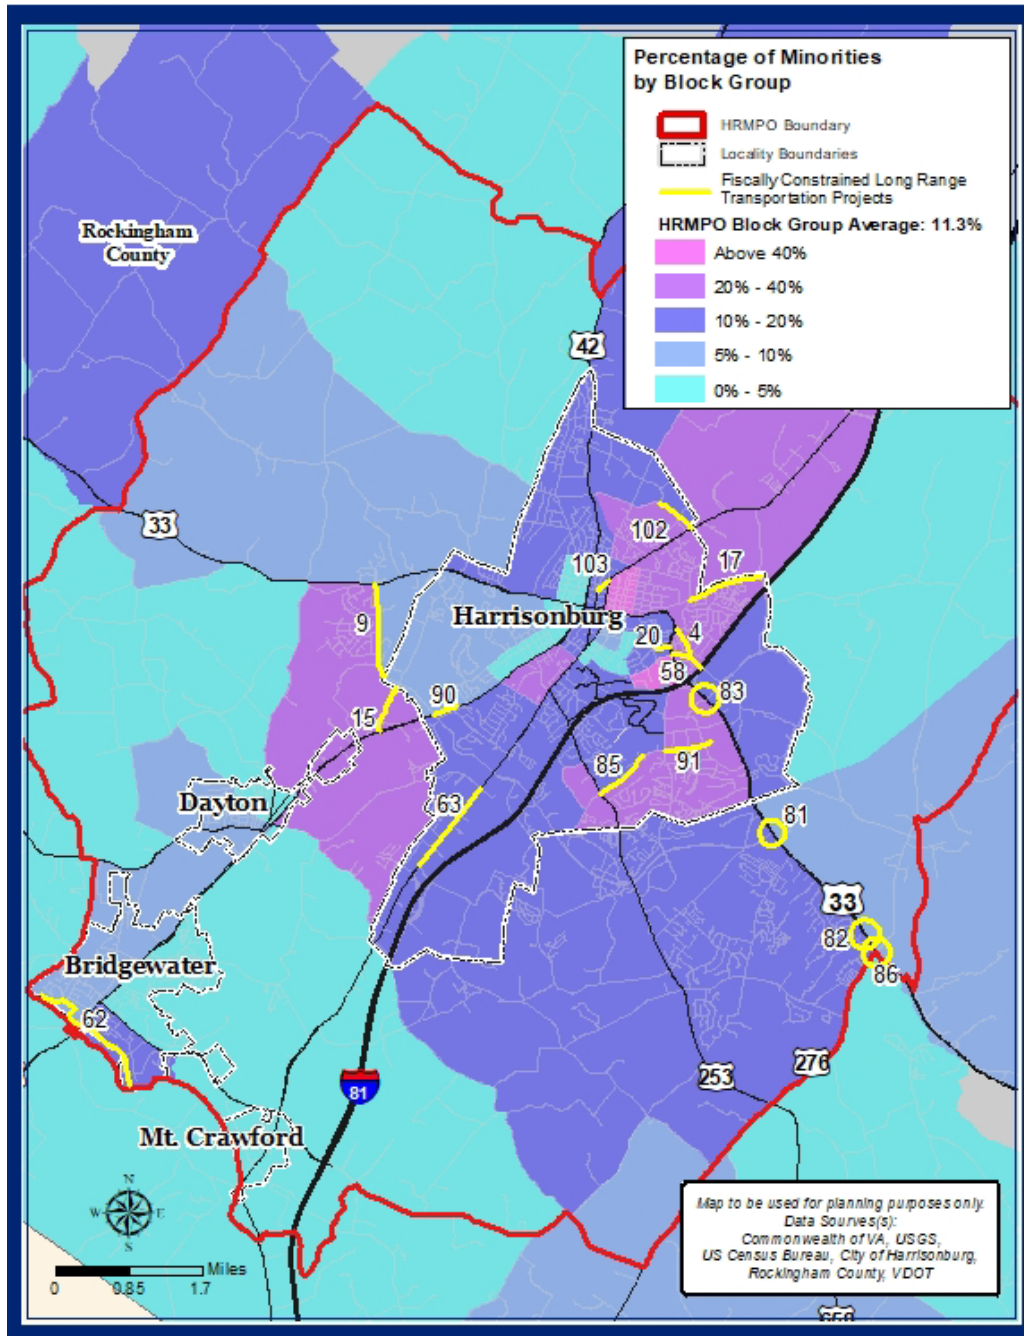 Percentage of Minorities
by Block Group
HRMPO Boundary
Locality Boundaries
Fiscally Constrained Long Range
Transportation Projects
HRMPO Block Group Average: 11.3%
Above 40%
20% - 40%
10% - 20%
5% - 10%
0% - 5%
Rockingham
County
42
33
102
103
17
Harrisonburg
9
20
4
58
83
90
15
91
85
Dayton
63
81
33
82
86
Bridgewater
62
276
253
81
Mt. Crawford
N
W
E
S
Miles
0
0.85
1.7
Map to be used for planning purposes only.
Data Sourves(s):
Commonwealth of VA, USGS,
US Census Bureau, City of Harrisonburg,
Rockingham County, VDOT